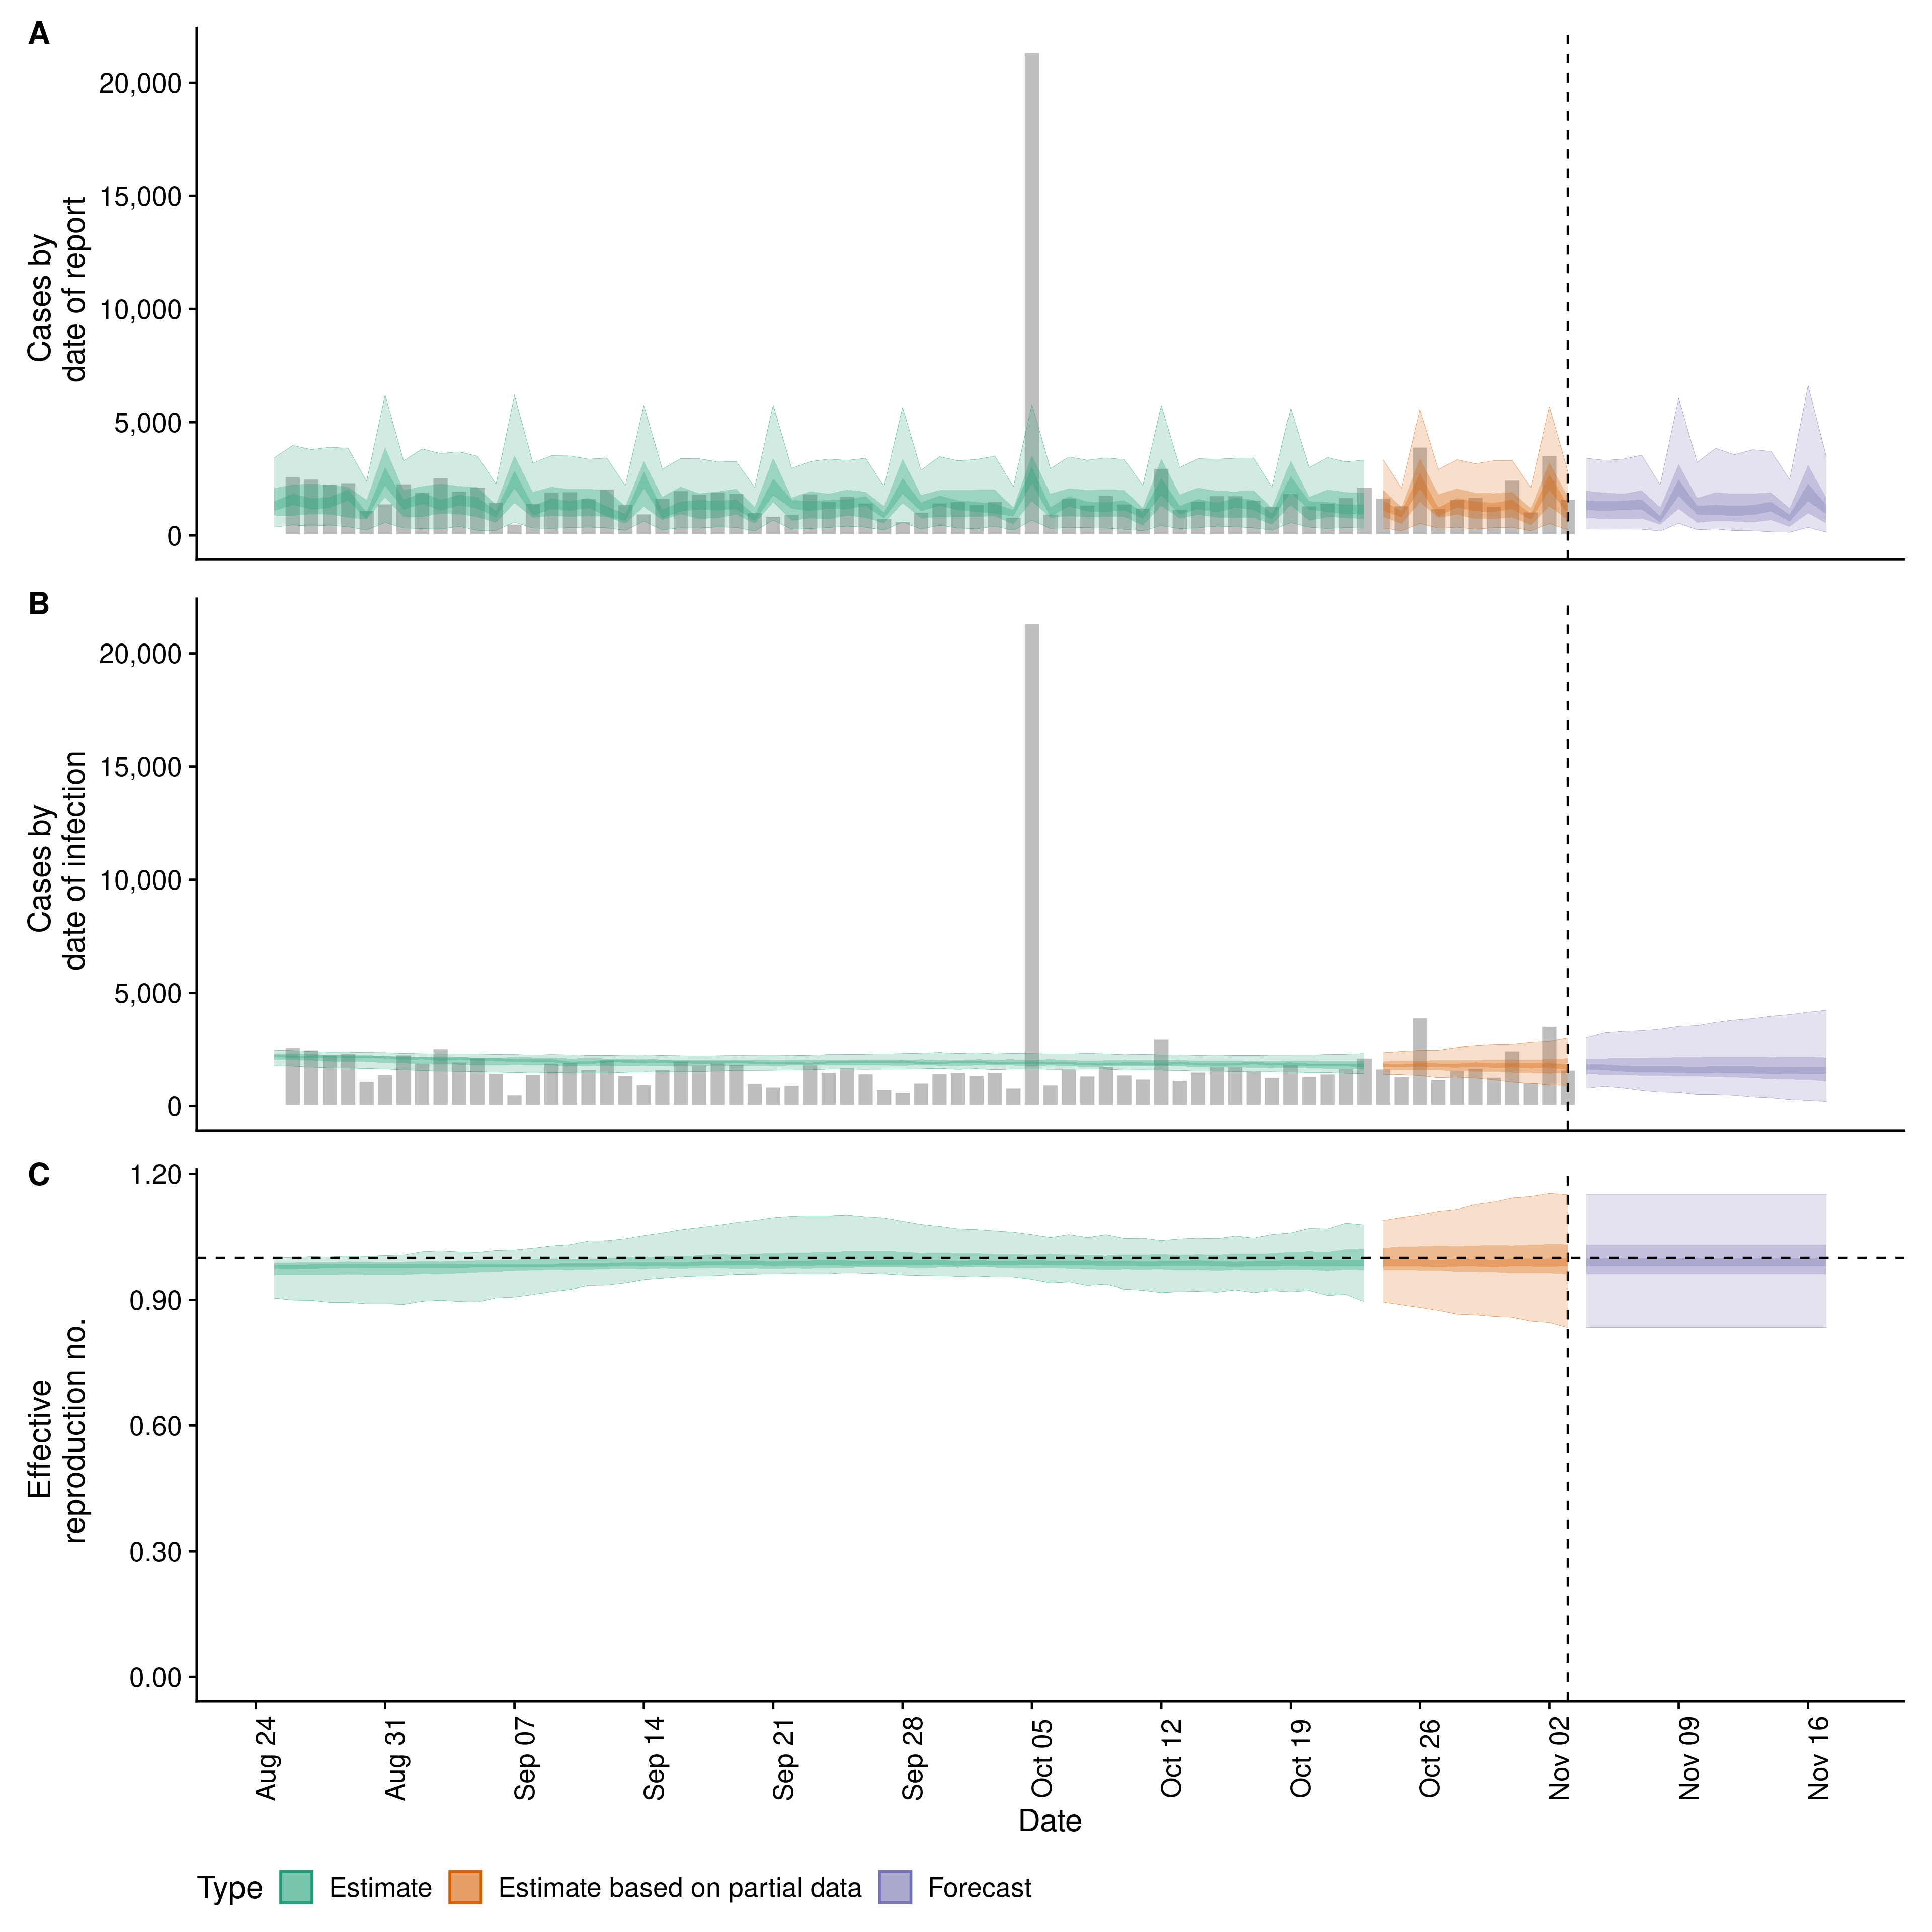 A
20,000
15,000
10,000
5,000
0
Cases by
date of report
B
20,000
15,000
10,000
5,000
0
Cases by
date of infection
C
1.20
0.90
0.60
0.30
0.00
Effective
reproduction no.
Aug 24
Aug 31
Sep 07
Sep 14
Sep 21
Sep 28
Oct 05
Oct 12
Oct 19
Oct 26
Nov 02
Nov 09
Nov 16
Date
Type Estimate Estimate based on partial data Forecast